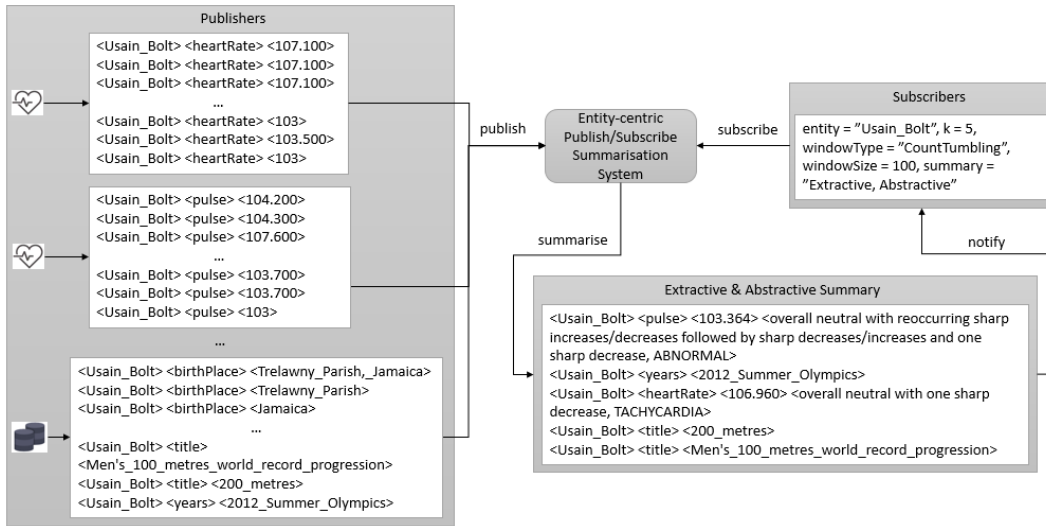 Publishers
<Usain_Bolt> <heartRate> <107.100>
<Usain_Bolt> <heartRate> <107.100>
<Usain_Bolt> <heartRate> <107.100>
...
<Usain_Bolt> <heartRate> <103>
<Usain_Bolt> <heartRate> <103.500>
<Usain_Bolt> <heartRate> <103>
<Usain_Bolt> <pulse> <104.200>
<Usain_Bolt> <pulse> <104.300>
<Usain_Bolt> <pulse> <107.600>
...
<Usain_Bolt> <pulse> <103.700>
<Usain_Bolt> <pulse> <103.700>
<Usain_Bolt> <pulse> <103>
...
<Usain_Bolt> <birthPlace> <Trelawny_Parish,_Jamaica>
<Usain_Bolt> <birthPlace> <Trelawny_Parish>
<Usain_Bolt> <birthPlace> <Jamaica>
...
<Usain_Bolt> <title>
<Men's_100_metres_world_record_progression>
<Usain_Bolt> <title> <200_metres>
<Usain_Bolt> <years> <2012_Summer_Olympics>
publish
Entity-centric
Publish/Subscribe
Summarisation
System
subscribe
Subscribers
entity = "Usain_Bolt", k = 5,
windowType = "CountTumbling",
windowSize = 100, summary =
"Extractive, Abstractive"
summarise
notify
Extractive & Abstractive Summary
<Usain_Bolt> <pulse> <103.364> <overall neutral with reoccurring sharp
increases/decreases followed by sharp decreases/increases and one
sharp decrease, ABNORMAL>
<Usain_Bolt> <years> <2012_Summer_Olympics>
<Usain_Bolt> <heartRate> <106.960> <overall neutral with one sharp
decrease, TACHYCARDIA>
<Usain_Bolt> <title> <200_metres>
<Usain_Bolt> <title> <Men's_100_metres_world_record_progression>